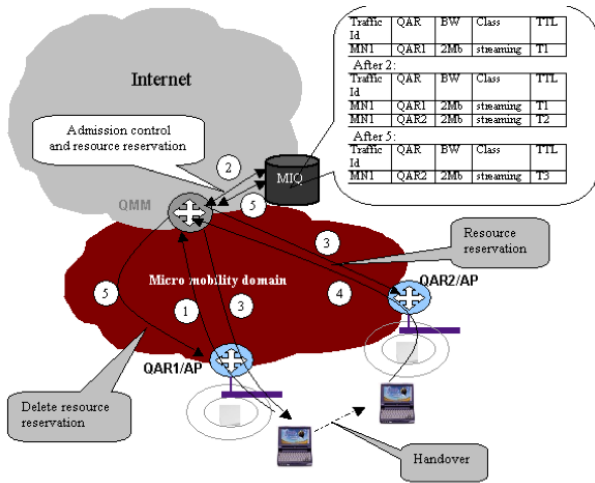 Traffic Id QAR BW Class TTL
MN1 QAR1 2Mb streaming T1
After 2:
Traffic Id QAR BW Class TTL
MN1 QAR1 2Mb streaming T1
MN1 QAR2 2Mb streaming T2
After 5:
Traffic Id QAR BW Class TTL
MN1 QAR2 2Mb streaming T3
Internet
Admission control
and resource reservation
2
MIQ
QMM
5
3
Resource
reservation
Micro mobility domain
QAR2/AP
5
1
3
4
QAR1/AP
Delete resource
reservation
Handover